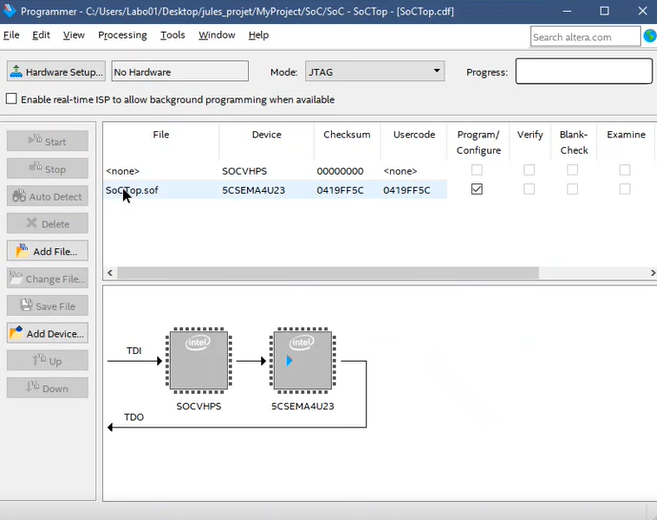 Programmer - C:/Users/Labo01/Desktop/jules_projet/MyProject/SoC/SoC - SoCTop - [SoCTop.cdf]
File Edit View Processing Tools Window Help
Search altera.com
Hardware Setup... No Hardware Mode: JTAG Progress:
Enable real-time ISP to allow background programming when available
Start
Stop
Auto Detect
Delete
Add File...
Change File...
Save File
Add Device...
Up
Down
File Device Checksum Usercode Program/ Verify Blank- Examine
Configure Check
<none> SOCVHPS 00000000 <none>
SoCTop.sof 5CSEMA4U23 0419FF5C 0419FF5C
intel intel
TDI
SOCVHPS 5CSEMA4U23
TDO